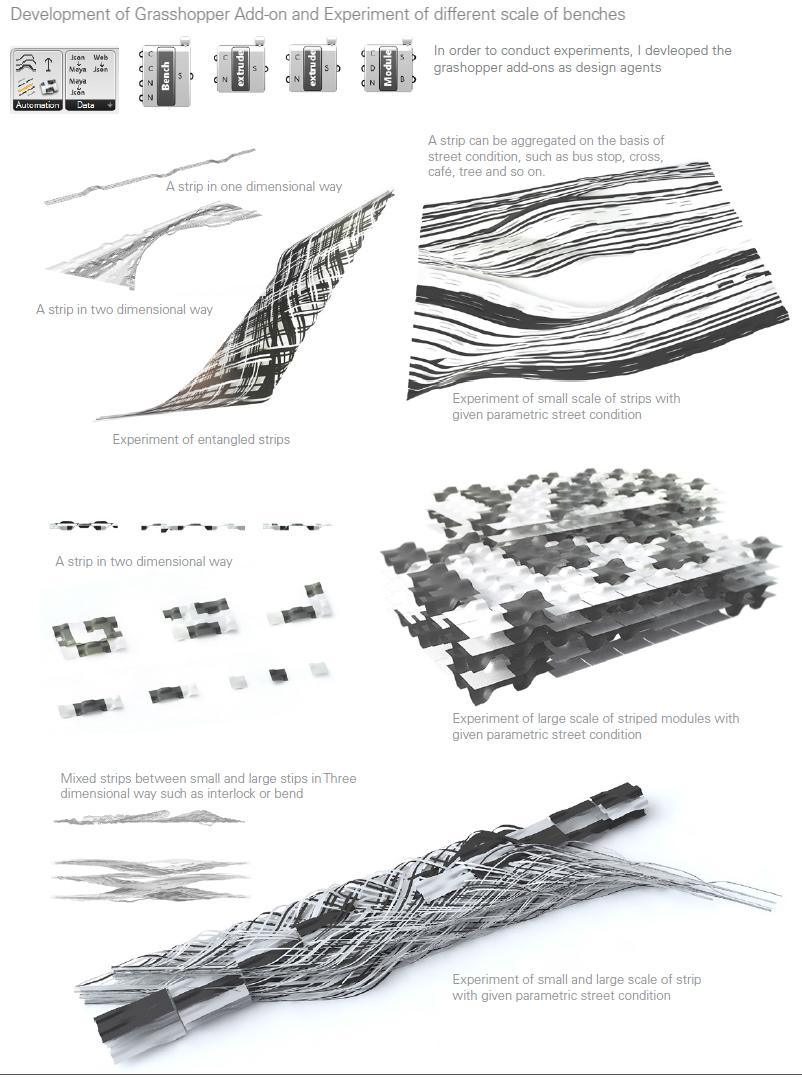 Development of Grasshopper Add-on and Experiment of different scale of benches
In order to conduct experiments, I devleoped the
grashopper add-ons as design agents
Json
Maya
Web
Json
Maya
Json
Automation
Data
C
C
N
N
Bench
S
C
C
N
extrude
S
C
N
extrude
S
C
D
N
Module
S
B
A strip can be aggregated on the basis of
street condition, such as bus stop, cross,
café, tree and so on.
A strip in one dimensional way
A strip in two dimensional way
Experiment of small scale of strips with
given parametric street condition
Experiment of entangled strips
A strip in two dimensional way
Experiment of large scale of striped modules with
given parametric street condition
Mixed strips between small and large stips in Three
dimensional way such as interlock or bend
Experiment of small and large scale of strip
with given parametric street condition